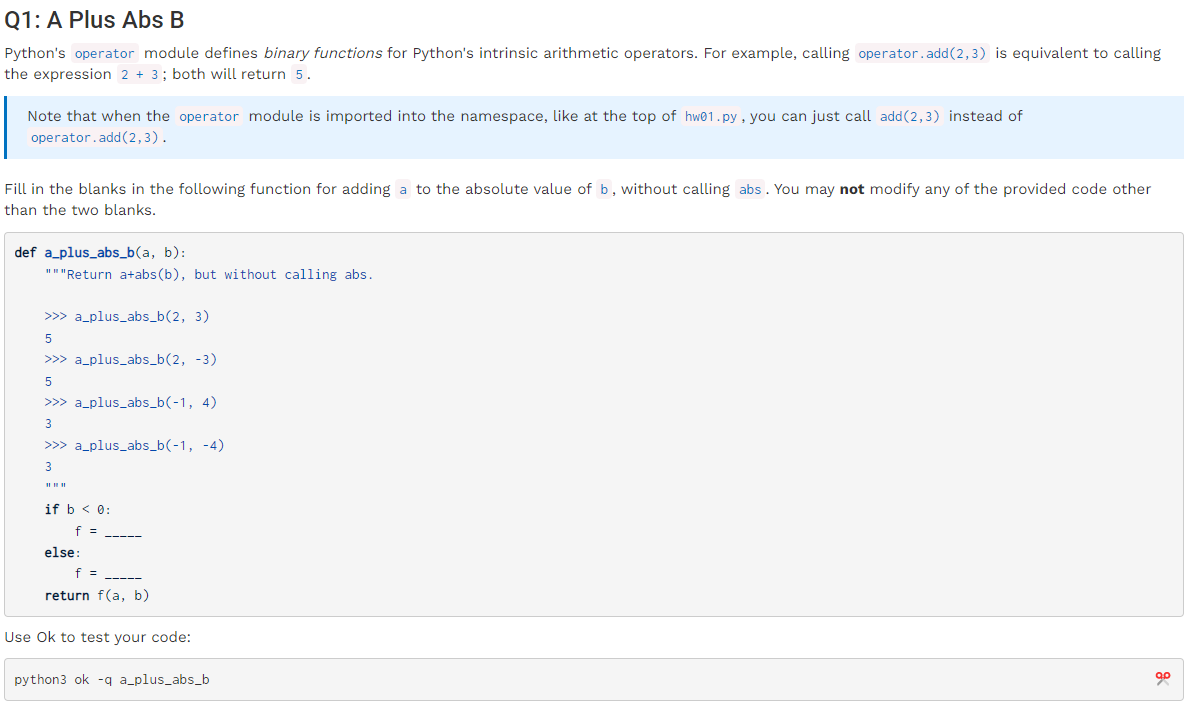 Q1: A Plus Abs B
Python's operator module defines binary functions for Python's intrinsic arithmetic operators. For example, calling operator.add(2,3) is equivalent to calling
the expression 2 + 3; both will return 5.
Note that when the operator module is imported into the namespace, like at the top of hw01.py, you can just call add(2,3) instead of
operator.add(2,3).
Fill in the blanks in the following function for adding a to the absolute value of b, without calling abs. You may not modify any of the provided code other
than the two blanks.
def a_plus_abs_b(a, b):
    """Return a+abs(b), but without calling abs.

    >>> a_plus_abs_b(2, 3)
    5
    >>> a_plus_abs_b(2, -3)
    5
    >>> a_plus_abs_b(-1, 4)
    3
    >>> a_plus_abs_b(-1, -4)
    3
    """
    if b < 0:
        f = _____
    else:
        f = _____
    return f(a, b)
Use Ok to test your code:
python3 ok -q a_plus_abs_b